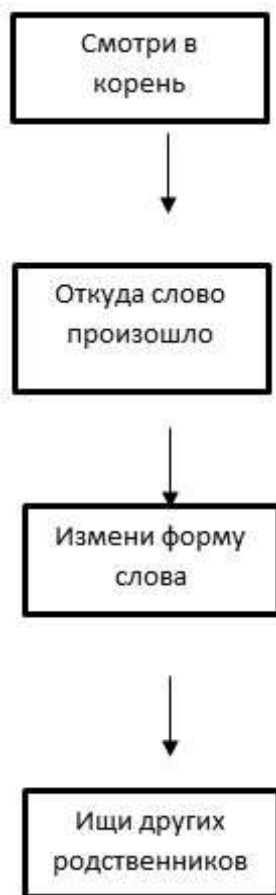 Смотри в
корень
Откуда слово
произошло
Измени форму
слова
Ищи других
родственников